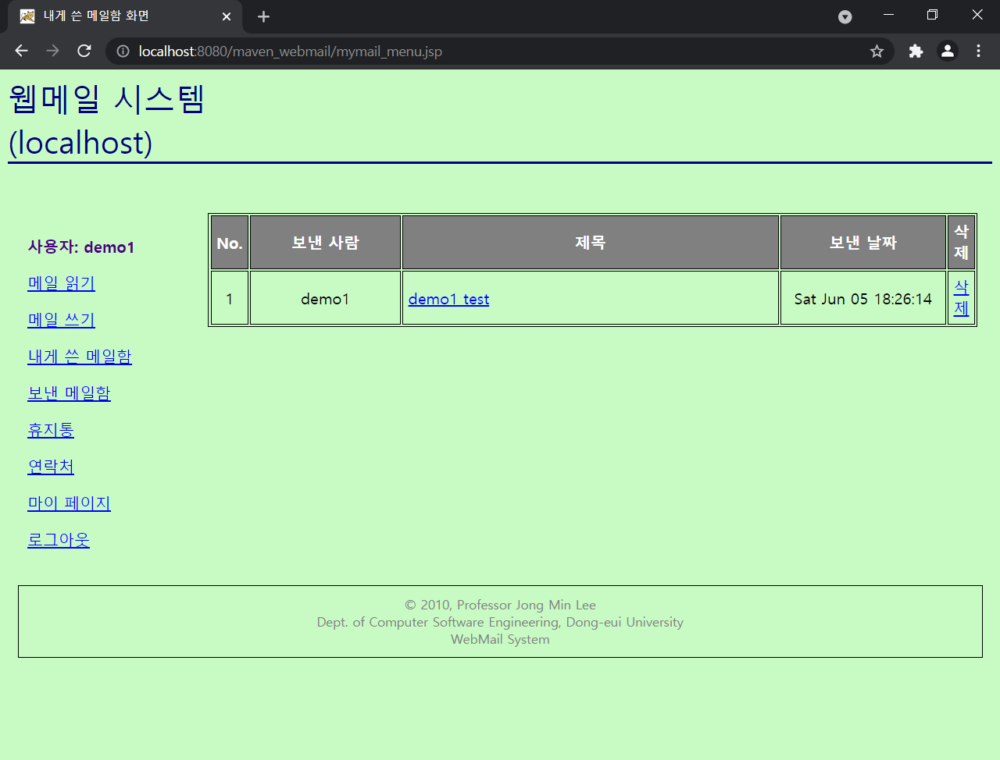 내게 쓴 메일함 화면
localhost:8080/maven_webmail/mymail_menu.jsp
웹메일 시스템
(localhost)
사용자: demo1
메일 읽기
메일 쓰기
내게 쓴 메일함
보낸 메일함
휴지통
연락처
마이 페이지
로그아웃
No. 보낸 사람 제목 보낸 날짜 삭제
1 demo1 demo1 test Sat Jun 05 18:26:14 삭제
© 2010, Professor Jong Min Lee
Dept. of Computer Software Engineering, Dong-eui University
WebMail System